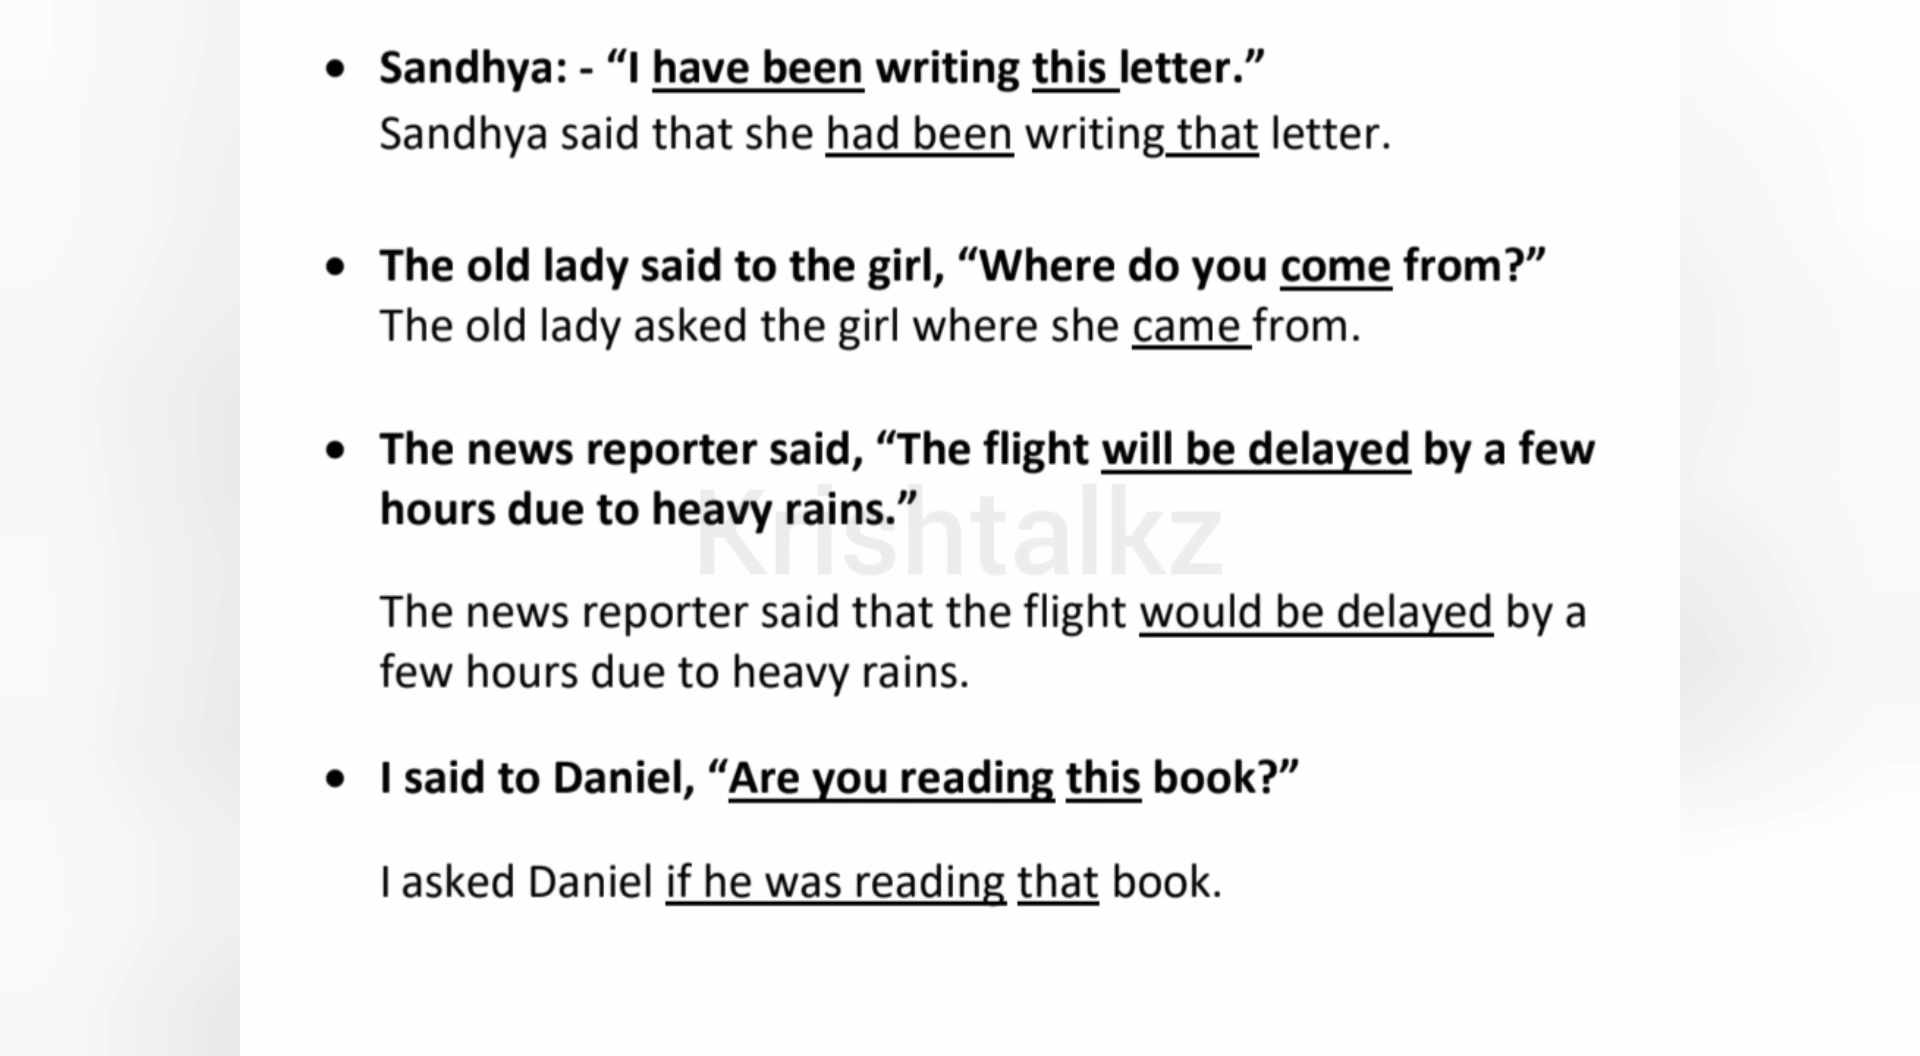 • Sandhya: - “I have been writing this letter.”
Sandhya said that she had been writing that letter.
• The old lady said to the girl, “Where do you come from?”
The old lady asked the girl where she came from.
• The news reporter said, “The flight will be delayed by a few
hours due to heavy rains.”
Krishtalkz
The news reporter said that the flight would be delayed by a
few hours due to heavy rains.
• I said to Daniel, “Are you reading this book?”
I asked Daniel if he was reading that book.